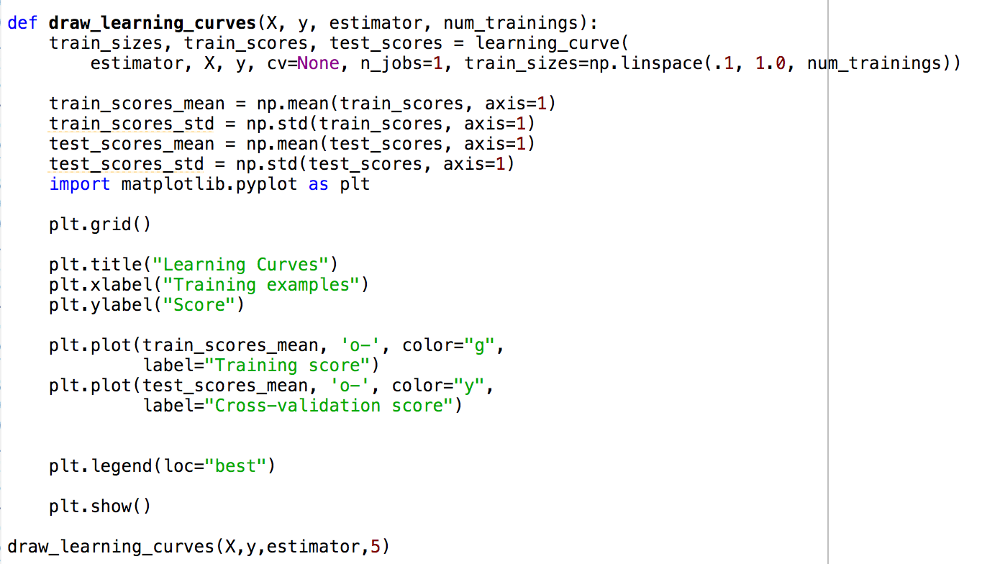 def draw_learning_curves(X, y, estimator, num_trainings):
    train_sizes, train_scores, test_scores = learning_curve(
        estimator, X, y, cv=None, n_jobs=1, train_sizes=np.linspace(.1, 1.0, num_trainings))
    train_scores_mean = np.mean(train_scores, axis=1)
    train_scores_std = np.std(train_scores, axis=1)
    test_scores_mean = np.mean(test_scores, axis=1)
    test_scores_std = np.std(test_scores, axis=1)
    import matplotlib.pyplot as plt
    plt.grid()
    plt.title("Learning Curves")
    plt.xlabel("Training examples")
    plt.ylabel("Score")
    plt.plot(train_scores_mean, 'o-', color="g",
             label="Training score")
    plt.plot(test_scores_mean, 'o-', color="y",
             label="Cross-validation score")
    plt.legend(loc="best")
    plt.show()
draw_learning_curves(X,y,estimator,5)